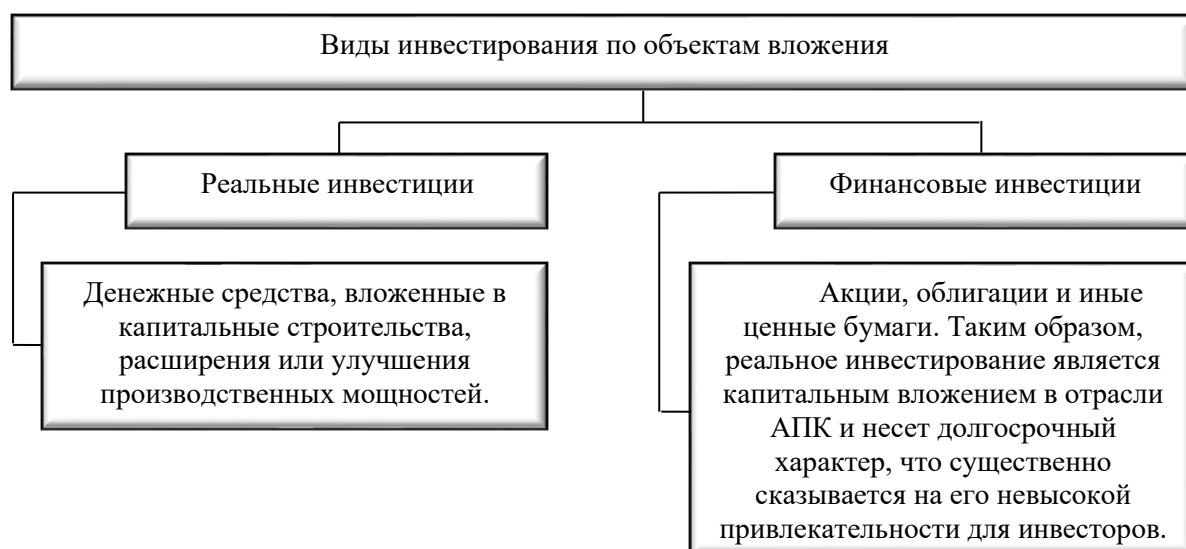 Виды инвестирования по объектам вложения
Реальные инвестиции
Финансовые инвестиции
Денежные средства, вложенные в
капитальные строительства,
расширения или улучшения
производственных мощностей.
Акции, облигации и иные
ценные бумаги. Таким образом,
реальное инвестирование является
капитальным вложением в отрасли
АПК и несет долгосрочный
характер, что существенно
сказывается на его невысокой
привлекательности для инвесторов.